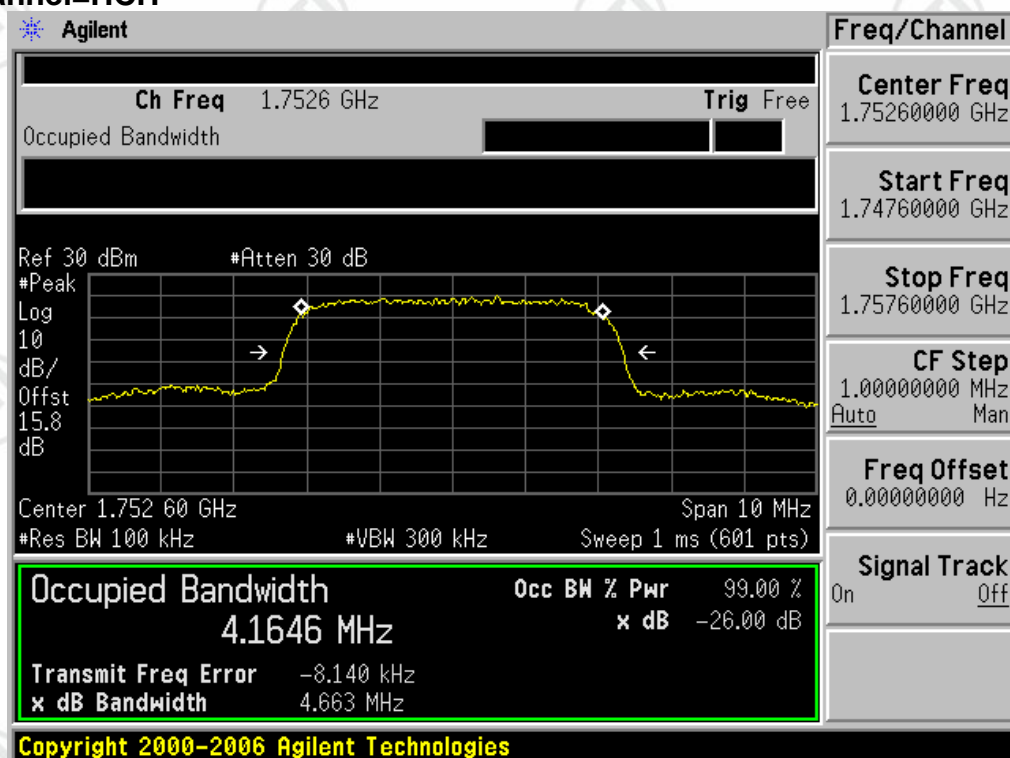 Agilent
Freq/Channel
Ch Freq 1.7526 GHz Trig Free
Occupied Bandwidth
Center Freq
1.75260000 GHz
Start Freq
1.74760000 GHz
Stop Freq
1.75760000 GHz
CF Step
1.00000000 MHz
Auto Man
Freq Offset
0.00000000 Hz
Signal Track
On Off
Ref 30 dBm #Atten 30 dB
#Peak
Log
10
dB/
Offst
15.8
dB
Center 1.752 60 GHz Span 10 MHz
#Res BW 100 kHz #VBW 300 kHz Sweep 1 ms (601 pts)
Occupied Bandwidth Occ BW % Pwr 99.00 %
4.1646 MHz x dB -26.00 dB
Transmit Freq Error -8.140 kHz
x dB Bandwidth 4.663 MHz
Copyright 2000-2006 Agilent Technologies